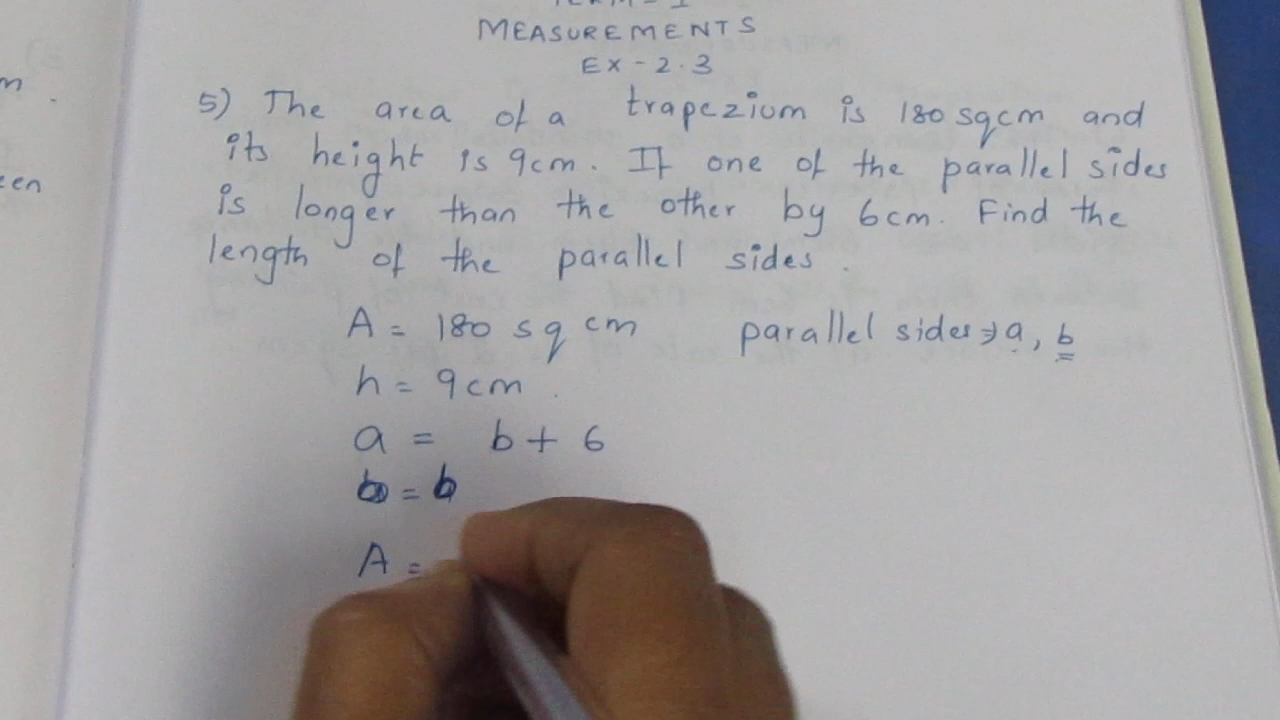 MEASUREMENTS
EX-2.3
5) The area of a trapezium is 180 sqcm and
its height is 9cm. If one of the parallel sides
is longer than the other by 6cm. Find the
length of the parallel sides.
A = 180 sq cm parallel sides → a, b
h = 9cm.
a = b + 6
b = b
A =